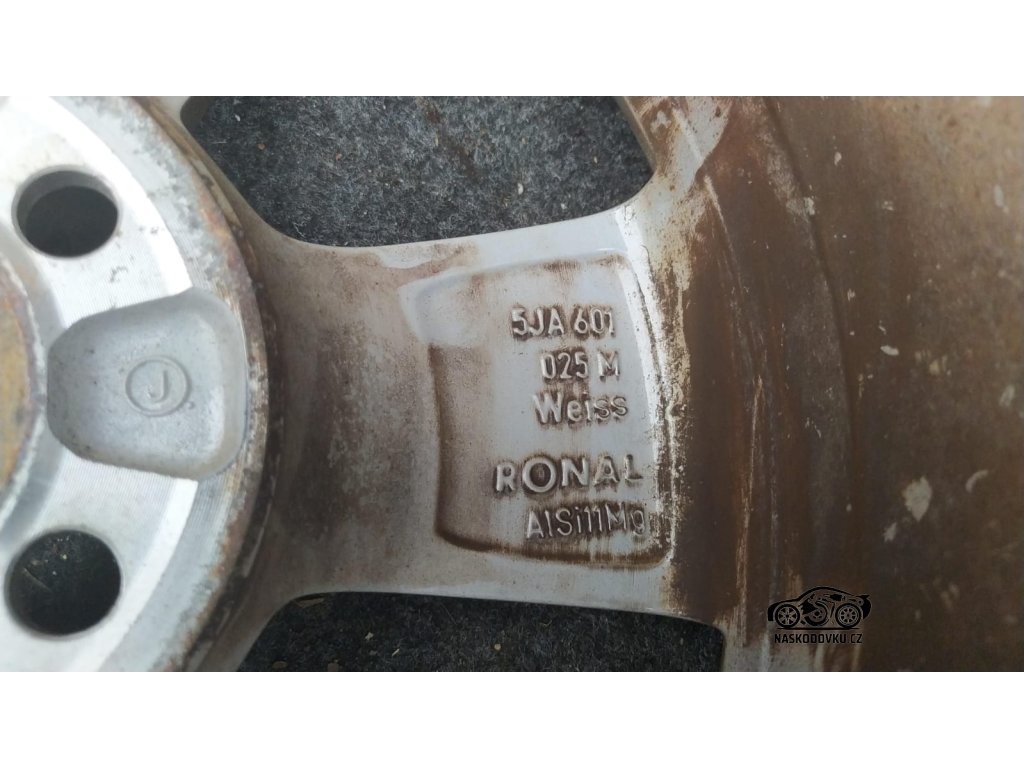 J
5JA 601
025 M
Weiss
RONAL
AlSi11Mg
NASKODOVKU.CZ